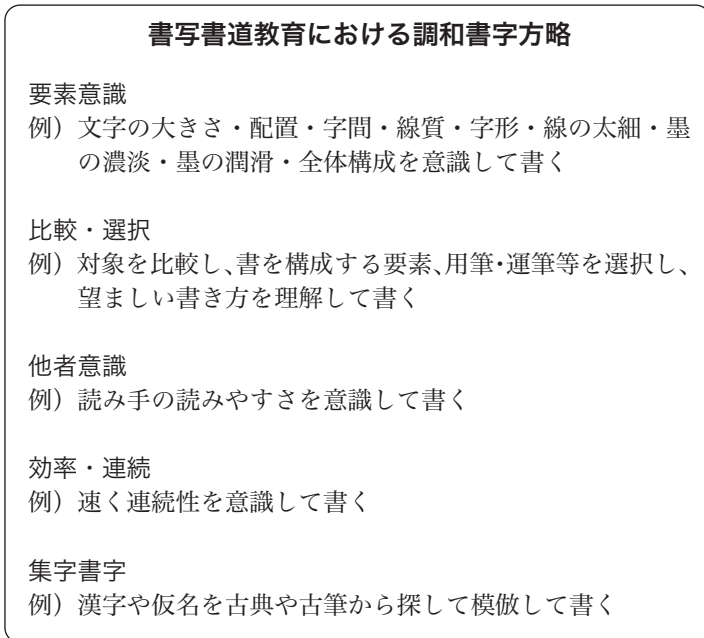 書写書道教育における調和書字方略
要素意識
例）文字の大きさ・配置・字間・線質・字形・線の太細・墨
の濃淡・墨の潤滑・全体構成を意識して書く
比較・選択
例）対象を比較し、書を構成する要素、用筆・運筆等を選択し、
望ましい書き方を理解して書く
他者意識
例）読み手の読みやすさを意識して書く
効率・連続
例）速く連続性を意識して書く
集字書字
例）漢字や仮名を古典や古筆から探して模倣して書く